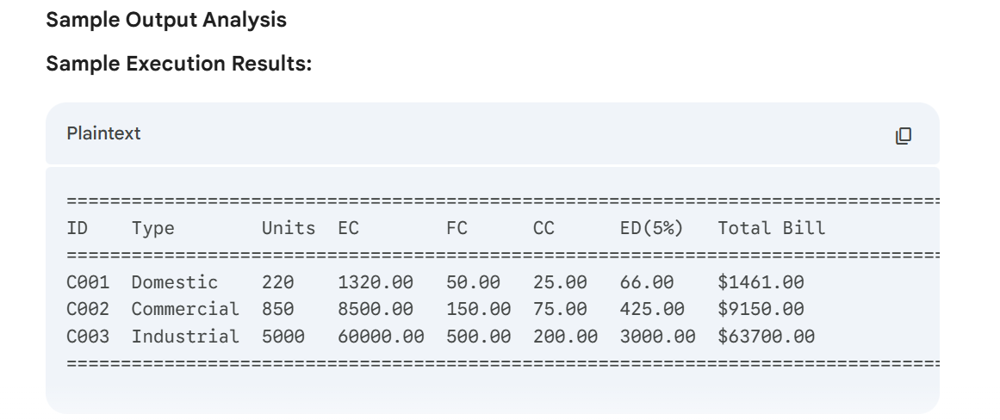 Sample Output Analysis
Sample Execution Results:
Plaintext
=================================================================================
ID  Type        Units  EC        FC      CC      ED(5%)   Total Bill
=================================================================================
C001  Domestic    220    1320.00   50.00   25.00   66.00    $1461.00
C002  Commercial  850    8500.00   150.00  75.00   425.00   $9150.00
C003  Industrial  5000   60000.00  500.00  200.00  3000.00  $63700.00
=================================================================================